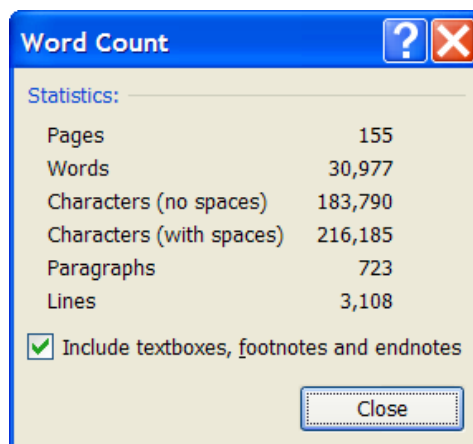 Word Count
Statistics:
Pages 155
Words 30,977
Characters (no spaces) 183,790
Characters (with spaces) 216,185
Paragraphs 723
Lines 3,108
Include textboxes, footnotes and endnotes
Close